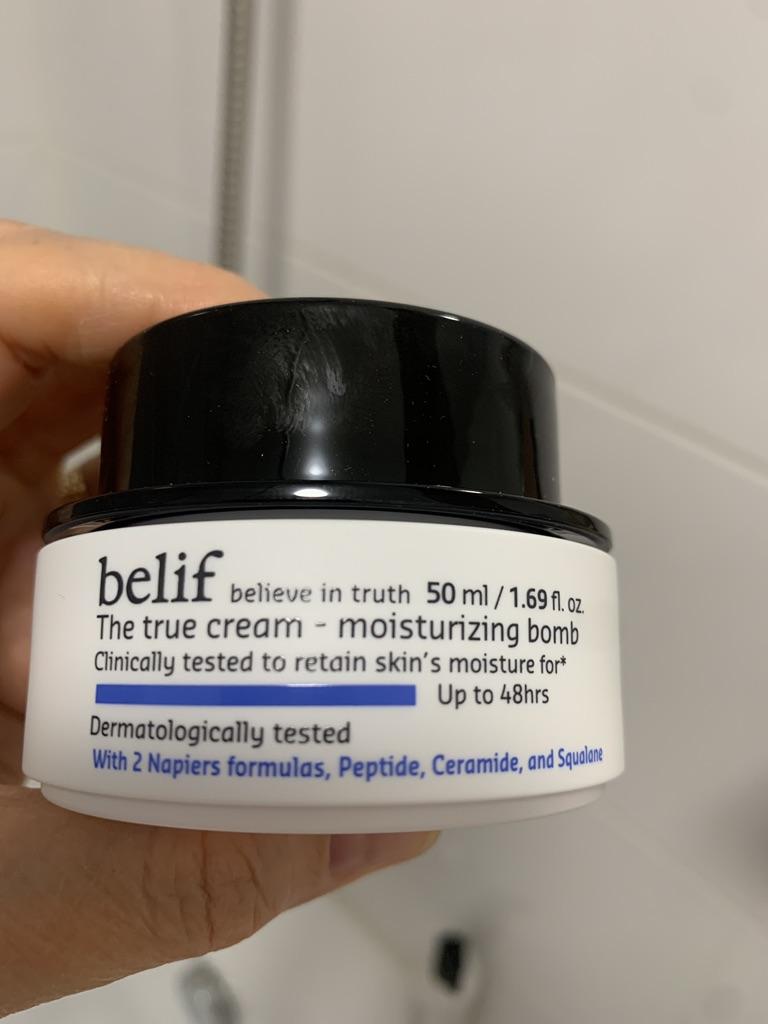 belif believe in truth 50 ml / 1.69 fl. oz.
The true cream - moisturizing bomb
Clinically tested to retain skin's moisture for*
Up to 48hrs
Dermatologically tested
With 2 Napiers formulas, Peptide, Ceramide, and Squalane